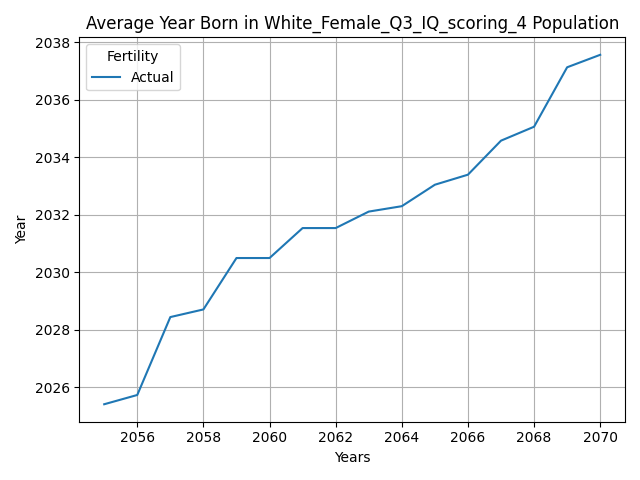 Average Year Born in White_Female_Q3_IQ_scoring_4 Population
2038
2036
2034
2032
2030
2028
2026
Year
Fertility
Actual
2056 2058 2060 2062 2064 2066 2068 2070
Years